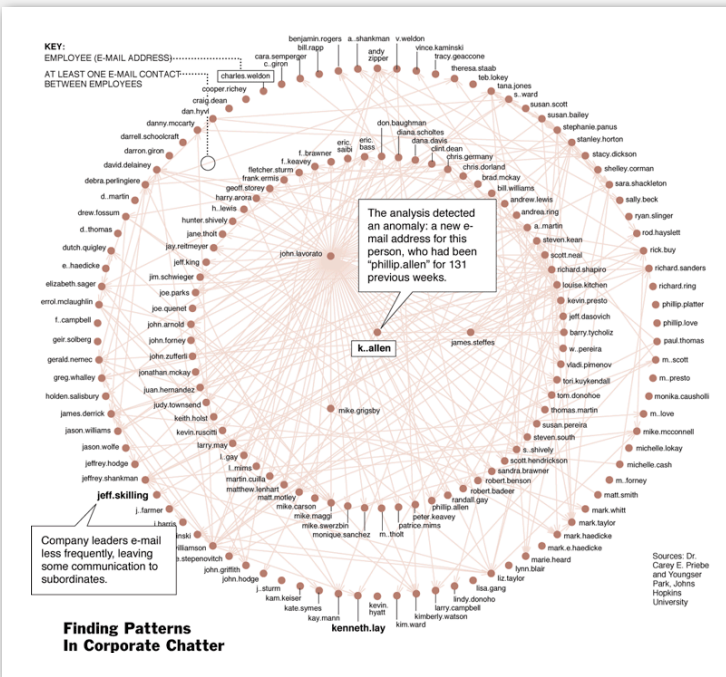 KEY:
EMPLOYEE (E-MAIL ADDRESS)
AT LEAST ONE E-MAIL CONTACT
BETWEEN EMPLOYEES
benjamin.rogers
bill.rapp
cara.semperger
c..giron
charles.weldon
cooper.richey
craig.dean
dan.hyvl
danny.mccarty
darrell.schoolcraft
darron.giron
david.delainey
debra.perlingiere
d..martin
drew.fossum
d..thomas
dutch.quigley
e..haedicke
elizabeth.sager
errol.mclaughlin
f..campbell
geir.solberg
gerald.nemec
greg.whalley
holden.salisbury
james.derrick
jason.williams
jason.wolfe
jeffrey.hodge
jeffrey.shankman
jeff.skilling
j..farmer
j.harris
williamson
e.stepenovitch
john.griffith
john.hodge
j..sturm
kam.keiser
kate.symes
kay.mann
kenneth.lay
kevin.
hyatt
kim.ward
kimberly.watson
larry.campbell
lindy.donoho
lisa.gang
liz.taylor
lynn.blair
marie.heard
mark.e.haedicke
mark.haedicke
mark.taylor
mark.whitt
matt.smith
m..forney
michelle.cash
michelle.lokay
mike.mcconnell
m..love
monika.causholli
m..presto
m..scott
paul.thomas
phillip.love
phillip.platter
richard.ring
richard.sanders
rick.buy
rod.hayslett
ryan.slinger
sally.beck
sara.shackleton
shelley.corman
stacy.dickson
stanley.horton
stephanie.panus
susan.bailey
susan.scott
s..ward
tana.jones
teb.lokey
theresa.staab
tracy.geaccone
vince.kaminski
v.weldon
a..shankman
andy
zipper
don.baughman
diana.scholtes
dana.davis
clint.dean
chris.germany
chris.dorland
brad.mckay
bill.williams
andrew.lewis
andrea.ring
a..martin
steven.kean
scott.neal
richard.shapiro
louise.kitchen
kevin.presto
jeff.dasovich
barry.tycholiz
w..pereira
vladi.pimenov
tori.kuykendall
tom.donohoe
thomas.martin
susan.pereira
steven.south
s..shively
scott.hendrickson
sandra.brawner
robert.benson
robert.badeer
randall.gay
phillip.allen
peter.keavey
patrice.mims
m..tholt
monique.sanchez
mike.swerzbin
mike.maggi
mike.carson
matt.motley
matthew.lenhart
martin.cuilla
l..mims
l..gay
larry.may
kevin.ruscitti
keith.holst
judy.townsend
juan.hernandez
jonathan.mckay
john.zufferli
john.forney
john.arnold
joe.quenet
joe.parks
jim.schwieger
jeff.king
jay.reitmeyer
jane.tholt
hunter.shively
h..lewis
harry.arora
geoff.storey
frank.ermis
fletcher.sturm
f..keavey
f..brawner
eric.
saibi
eric.
bass
john.lavorato
The analysis detected
an anomaly: a new e-
mail address for this
person, who had been
"phillip.allen" for 131
previous weeks.
k..allen
james.steffes
mike.grigsby
Company leaders e-mail
less frequently, leaving
some communication to
subordinates.
Sources: Dr.
Carey E. Priebe
and Youngser
Park, Johns
Hopkins
University
Finding Patterns
In Corporate Chatter